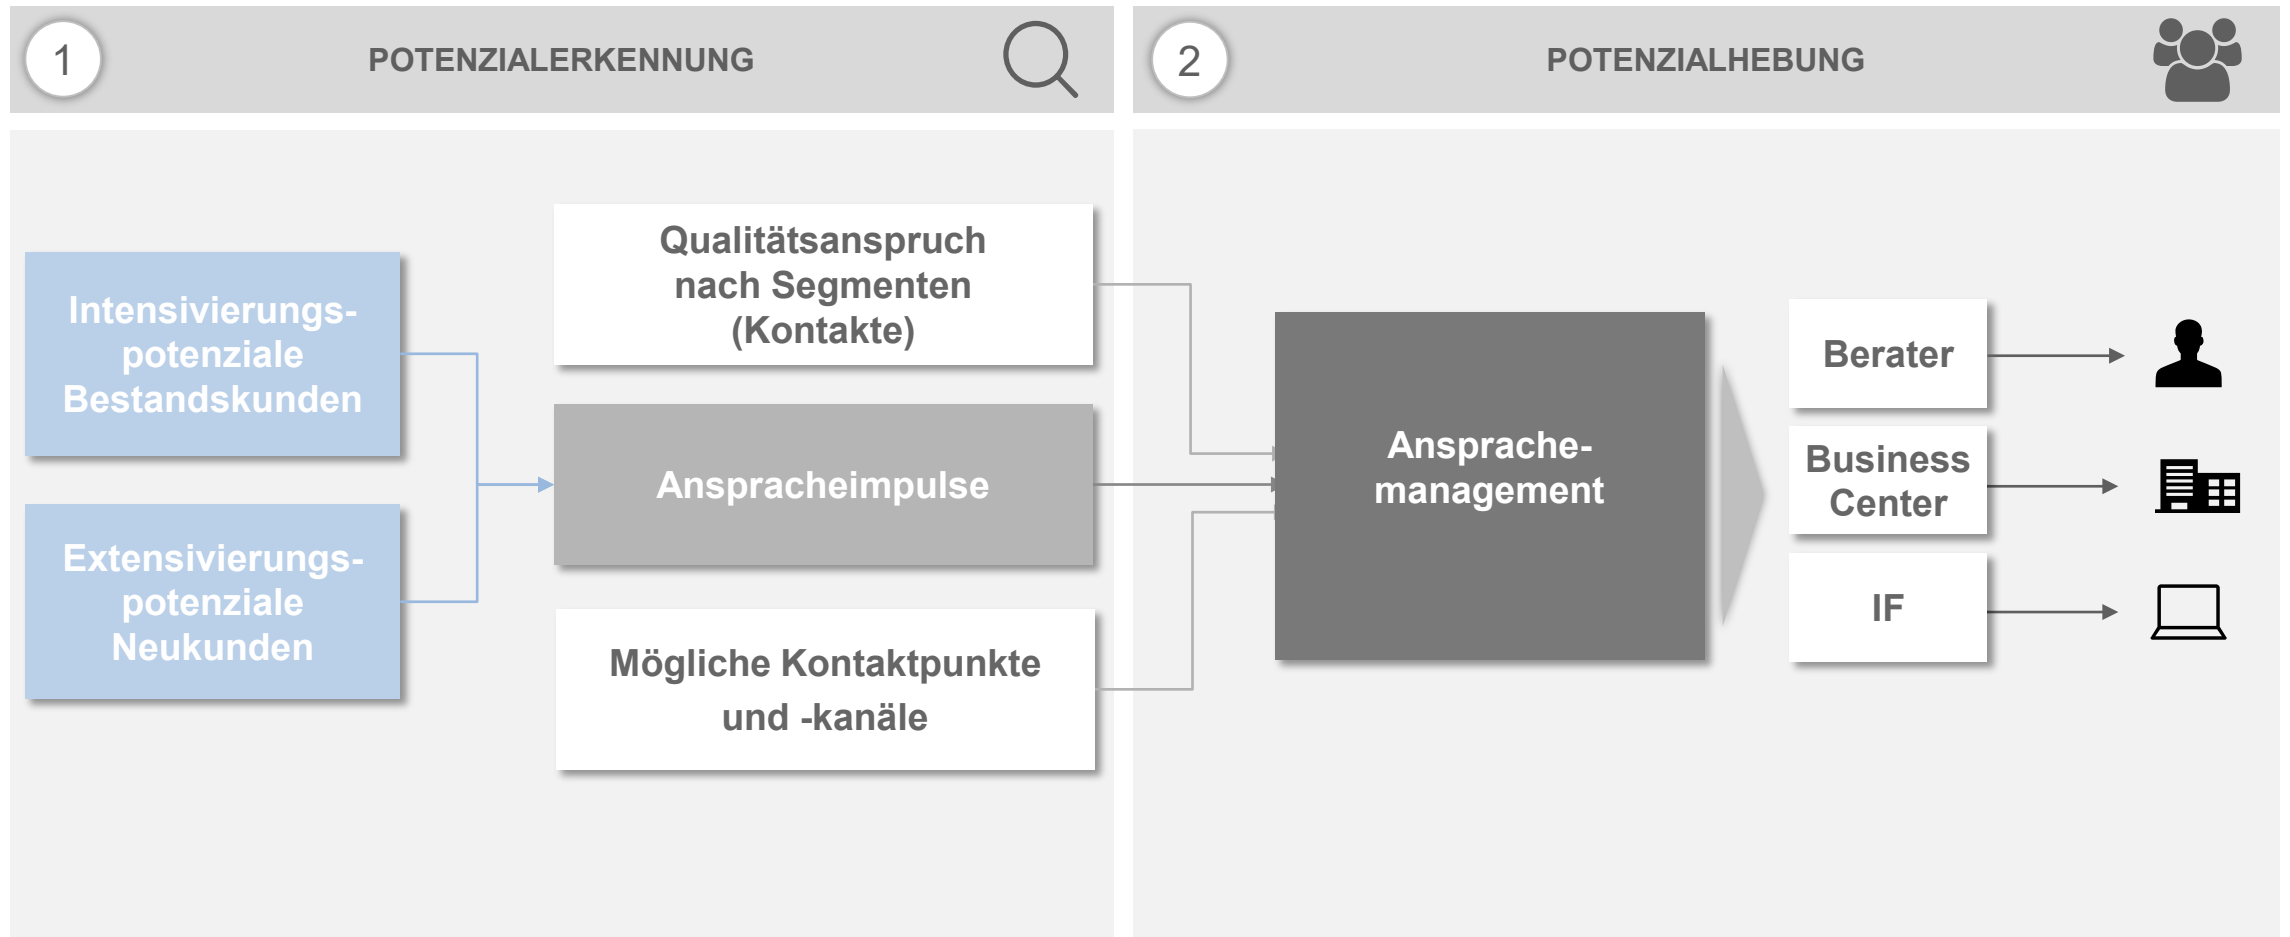 1
POTENZIALERKENNUNG
2
POTENZIALHEBUNG
Intensivierungs-
potenziale
Bestandskunden
Extensivierungs-
potenziale
Neukunden
Qualitätsanspruch
nach Segmenten
(Kontakte)
Anspracheimpulse
Mögliche Kontaktpunkte
und -kanäle
Ansprache-
management
Berater
Business
Center
IF